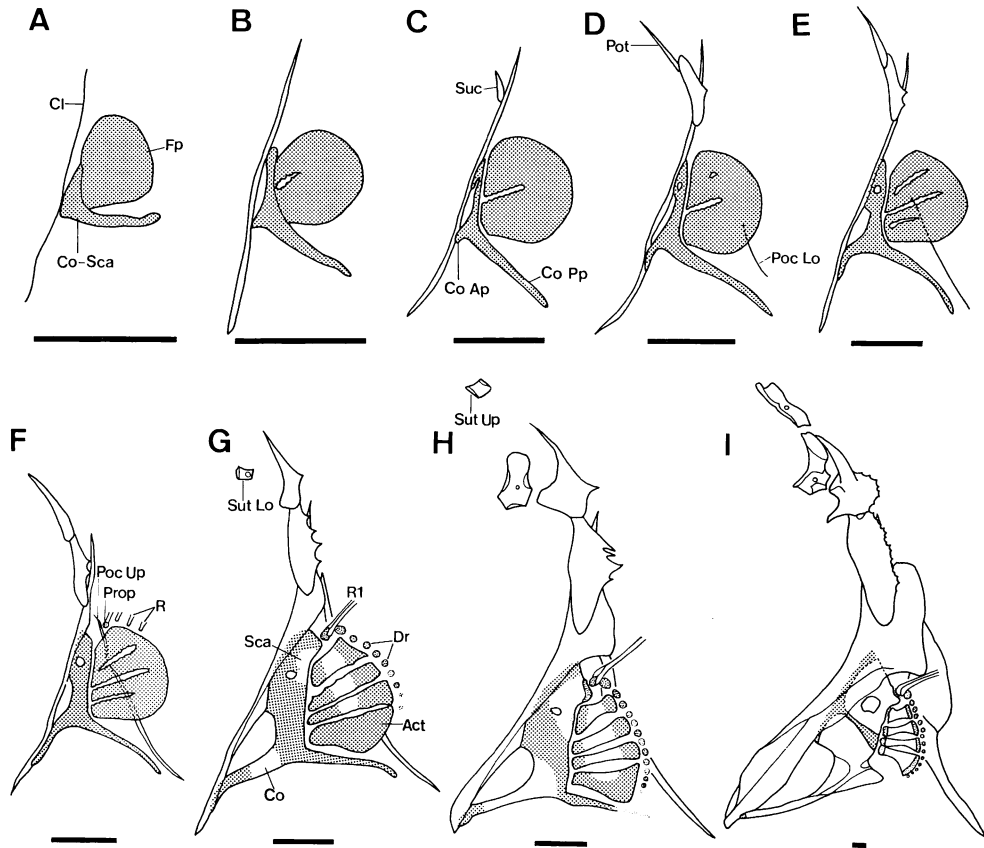 A
B
C
D
E
Cl
Fp
Co-Sca
Suc
Co Ap
Co Pp
Pot
Poc Lo
F
G
H
I
Poc Up
Prop
R
Sut Lo
R1
Sca
Dr
Act
Co
Sut Up